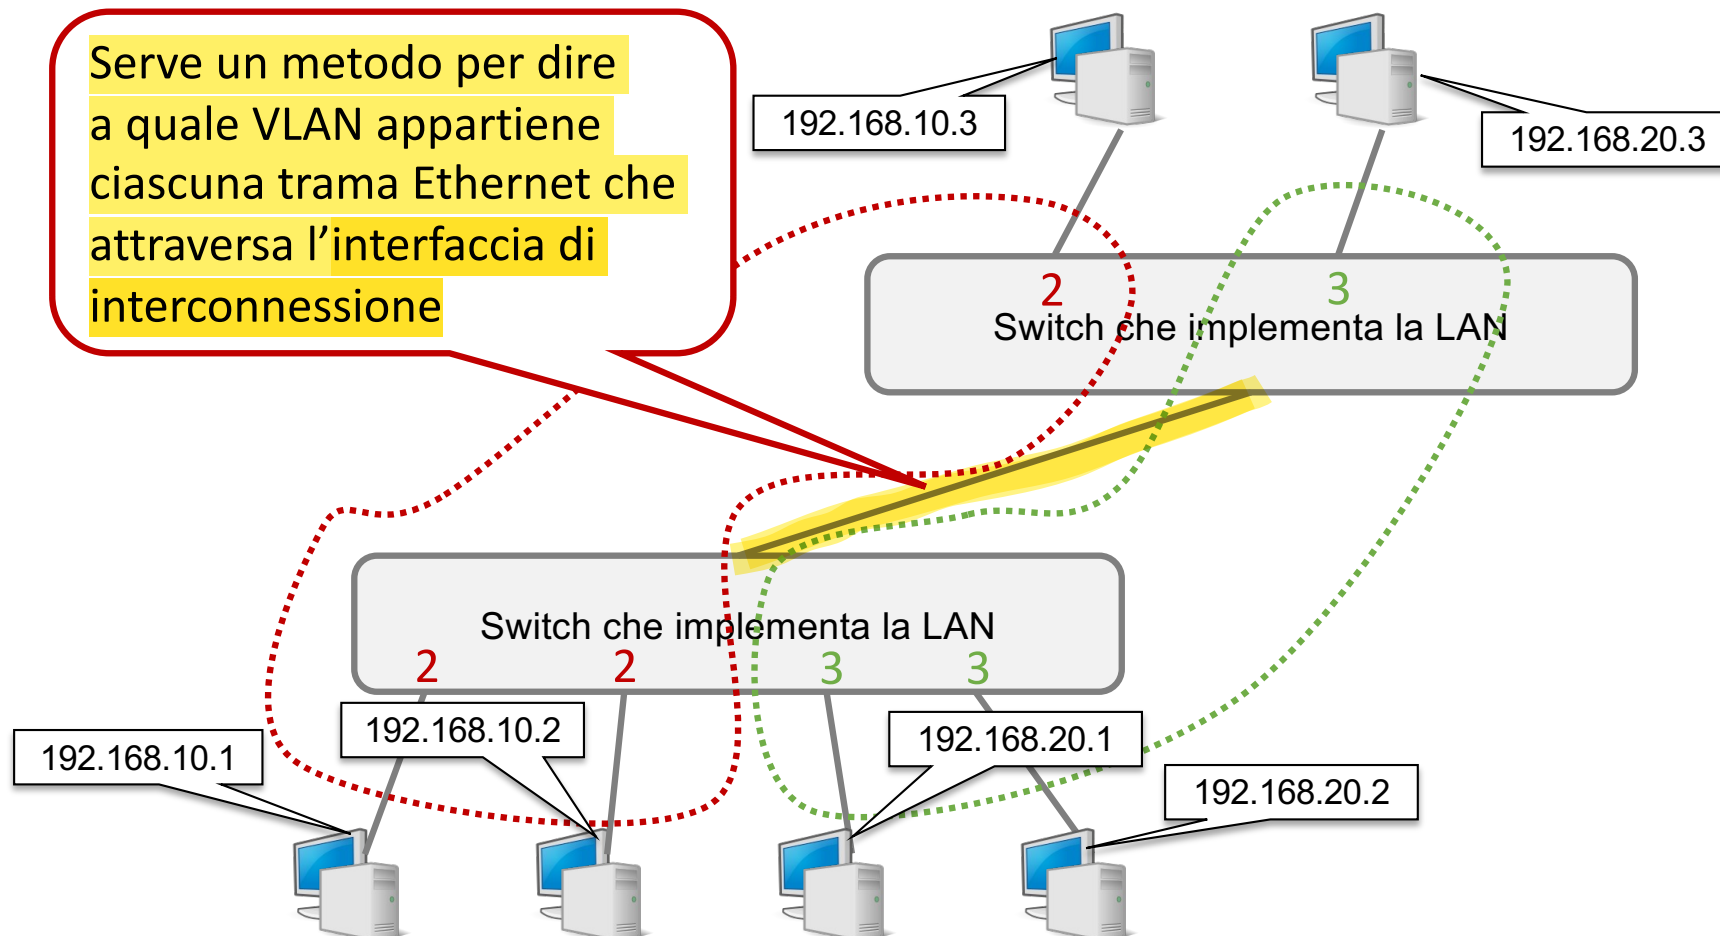 Serve un metodo per dire
a quale VLAN appartiene
ciascuna trama Ethernet che
attraversa l’interfaccia di
interconnessione
192.168.10.3
192.168.20.3
2
3
Switch che implementa la LAN
Switch che implementa la LAN
2
2
3
3
192.168.10.1
192.168.10.2
192.168.20.1
192.168.20.2